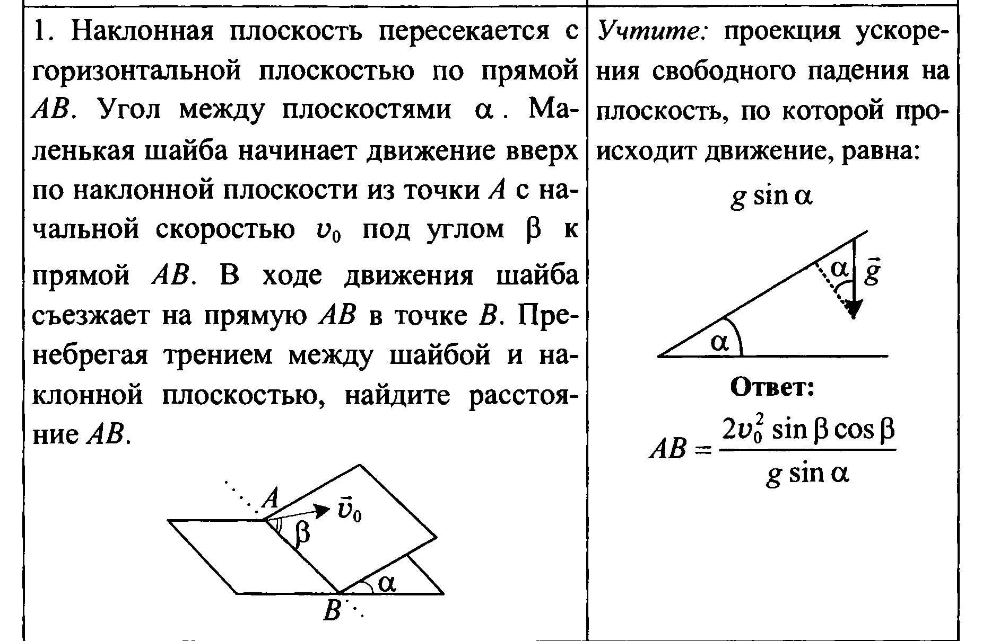 1. Наклонная плоскость пересекается с
горизонтальной плоскостью по прямой
AB. Угол между плоскостями α. Ма-
ленькая шайба начинает движение вверх
по наклонной плоскости из точки A с на-
чальной скоростью υ₀ под углом β к
прямой AB. В ходе движения шайба
съезжает на прямую AB в точке B. Пре-
небрегая трением между шайбой и на-
клонной плоскостью, найдите расстоя-
ние AB.
A
υ⃗₀
β
α
B
Учтите: проекция ускоре-
ния свободного падения на
плоскость, по которой про-
исходит движение, равна:
g sin α
α
g⃗
α
Ответ:
AB = 2υ₀² sin β cos β / g sin α